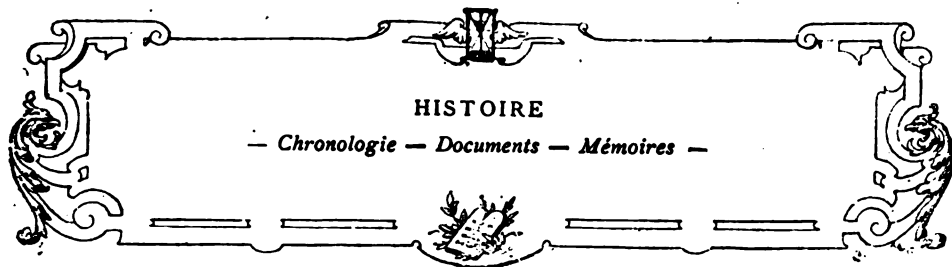 HISTOIRE
— Chronologie — Documents — Mémoires —